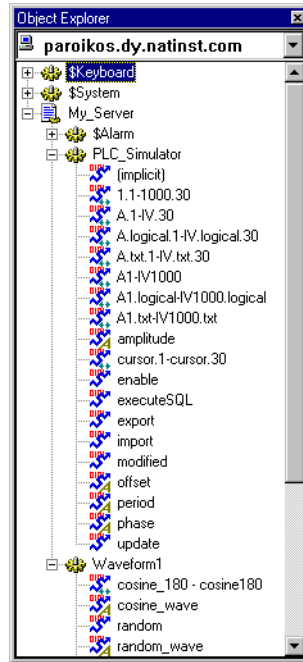 Object Explorer
paroikos.dy.natinst.com
$Keyboard
$System
My_Server
$Alarm
PLC_Simulator
(implicit)
1.1-1000.30
A.1-IV.30
A.logical.1-IV.logical.30
A.txt.1-IV.txt.30
A1-IV1000
A1.logical-IV1000.logical
A1.txt-IV1000.txt
amplitude
cursor.1-cursor.30
enable
executeSQL
export
import
modified
offset
period
phase
update
Waveform1
cosine_180 - cosine180
cosine_wave
random
random_wave